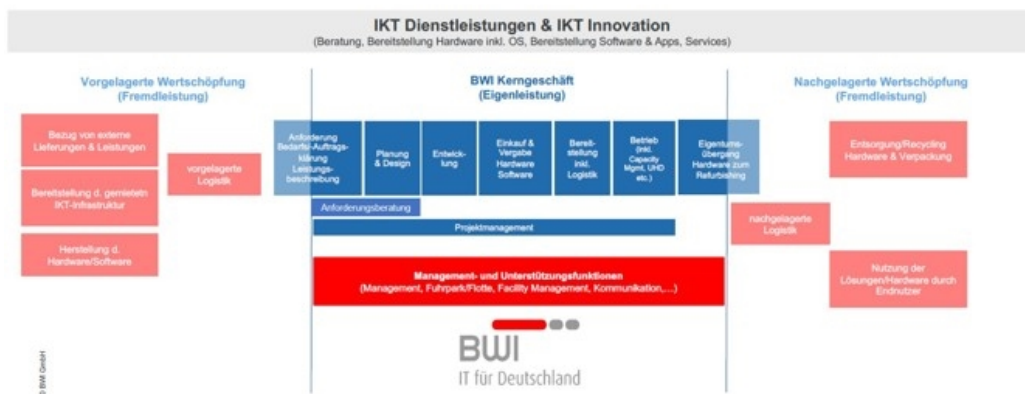 IKT Dienstleistungen & IKT Innovation
(Beratung, Bereitstellung Hardware inkl. OS, Bereitstellung Software & Apps, Services)
Vorgelagerte Wertschöpfung
(Fremdleistung)
BWI Kerngeschäft
(Eigenleistung)
Nachgelagerte Wertschöpfung
(Fremdleistung)
Bezug von externe
Lieferungen & Leistungen
Bereitstellung d. gemieteten
IKT-Infrastruktur
Herstellung d.
Hardware/Software
vorgelagerte
Logistik
Anforderung
Bedarfs-/Auftrags-
klärung
Leistungs-
beschreibung
Planung
& Design
Entwick-
lung
Einkauf &
Vergabe
Hardware
Software
Bereit-
stellung
inkl.
Logistik
Betrieb
(inkl.
Capacity
Mgmt, UHD
etc.)
Eigentums-
übergang
Hardware zum
Refurbishing
Anforderungsberatung
Projektmanagement
Management- und Unterstützungsfunktionen
(Management, Fuhrpark/Flotte, Facility Management, Kommunikation,…)
nachgelagerte
Logistik
Entsorgung/Recycling
Hardware & Verpackung
Nutzung der
Lösungen/Hardware durch
Endnutzer
BWI
IT für Deutschland
© BWI GmbH